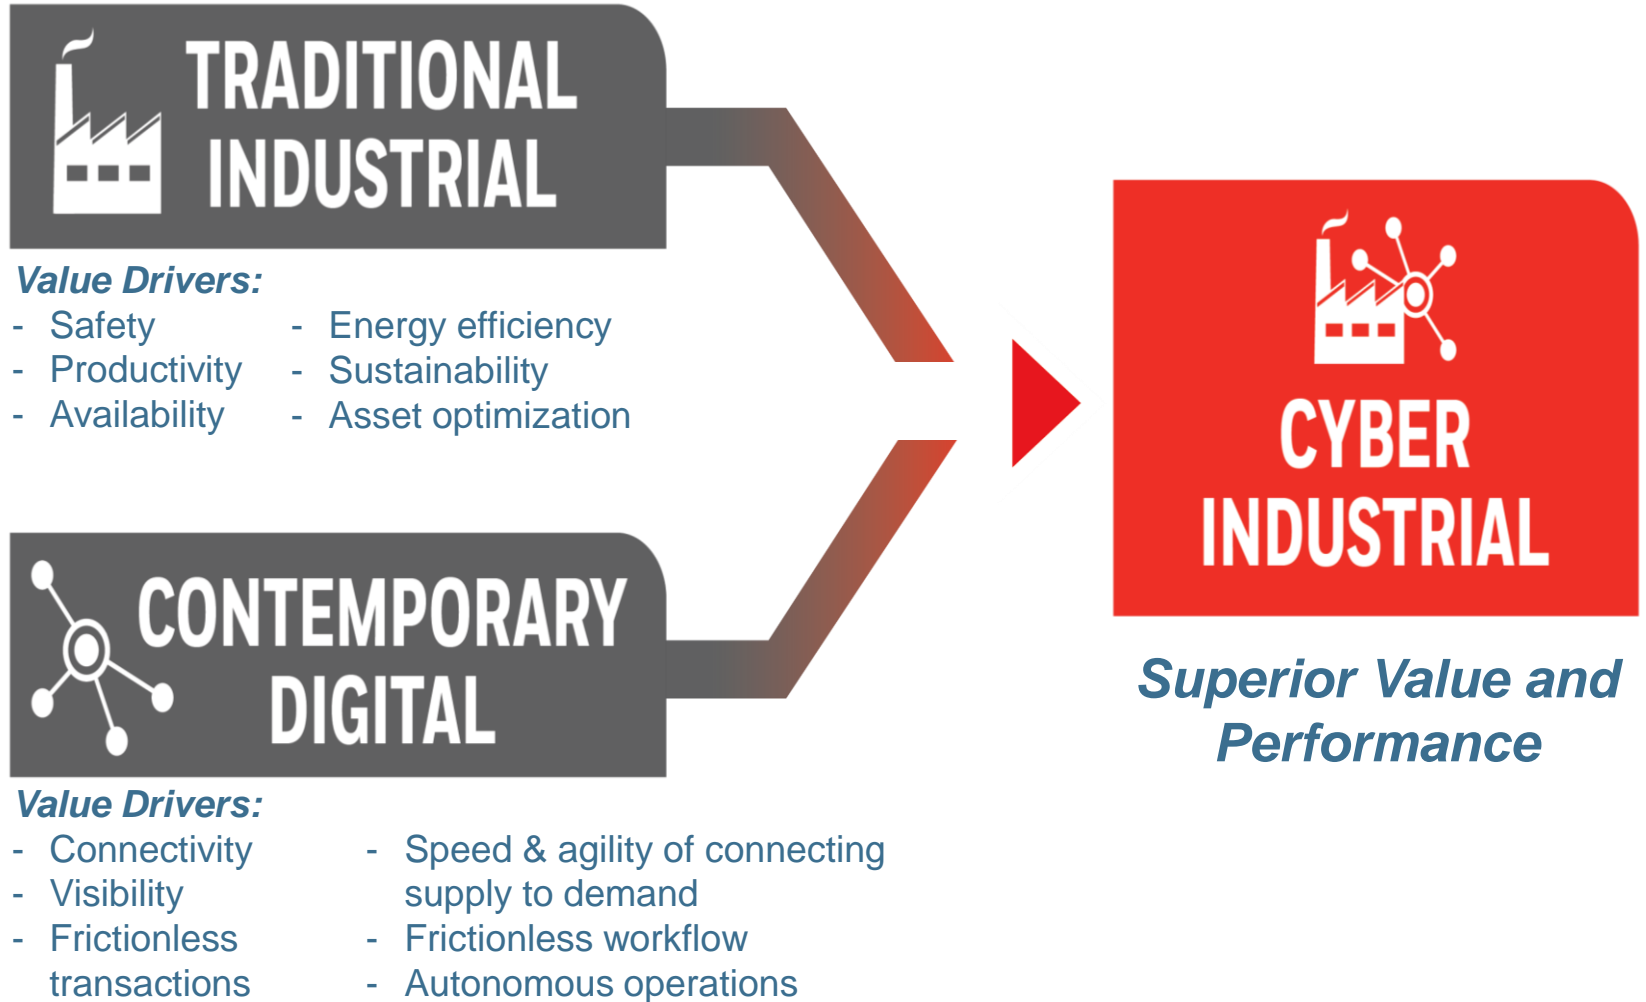 TRADITIONAL
INDUSTRIAL
Value Drivers:
- Safety
- Productivity
- Availability
- Energy efficiency
- Sustainability
- Asset optimization
CONTEMPORARY
DIGITAL
Value Drivers:
- Connectivity
- Visibility
- Frictionless
transactions
- Speed & agility of connecting
supply to demand
- Frictionless workflow
- Autonomous operations
CYBER
INDUSTRIAL
Superior Value and
Performance